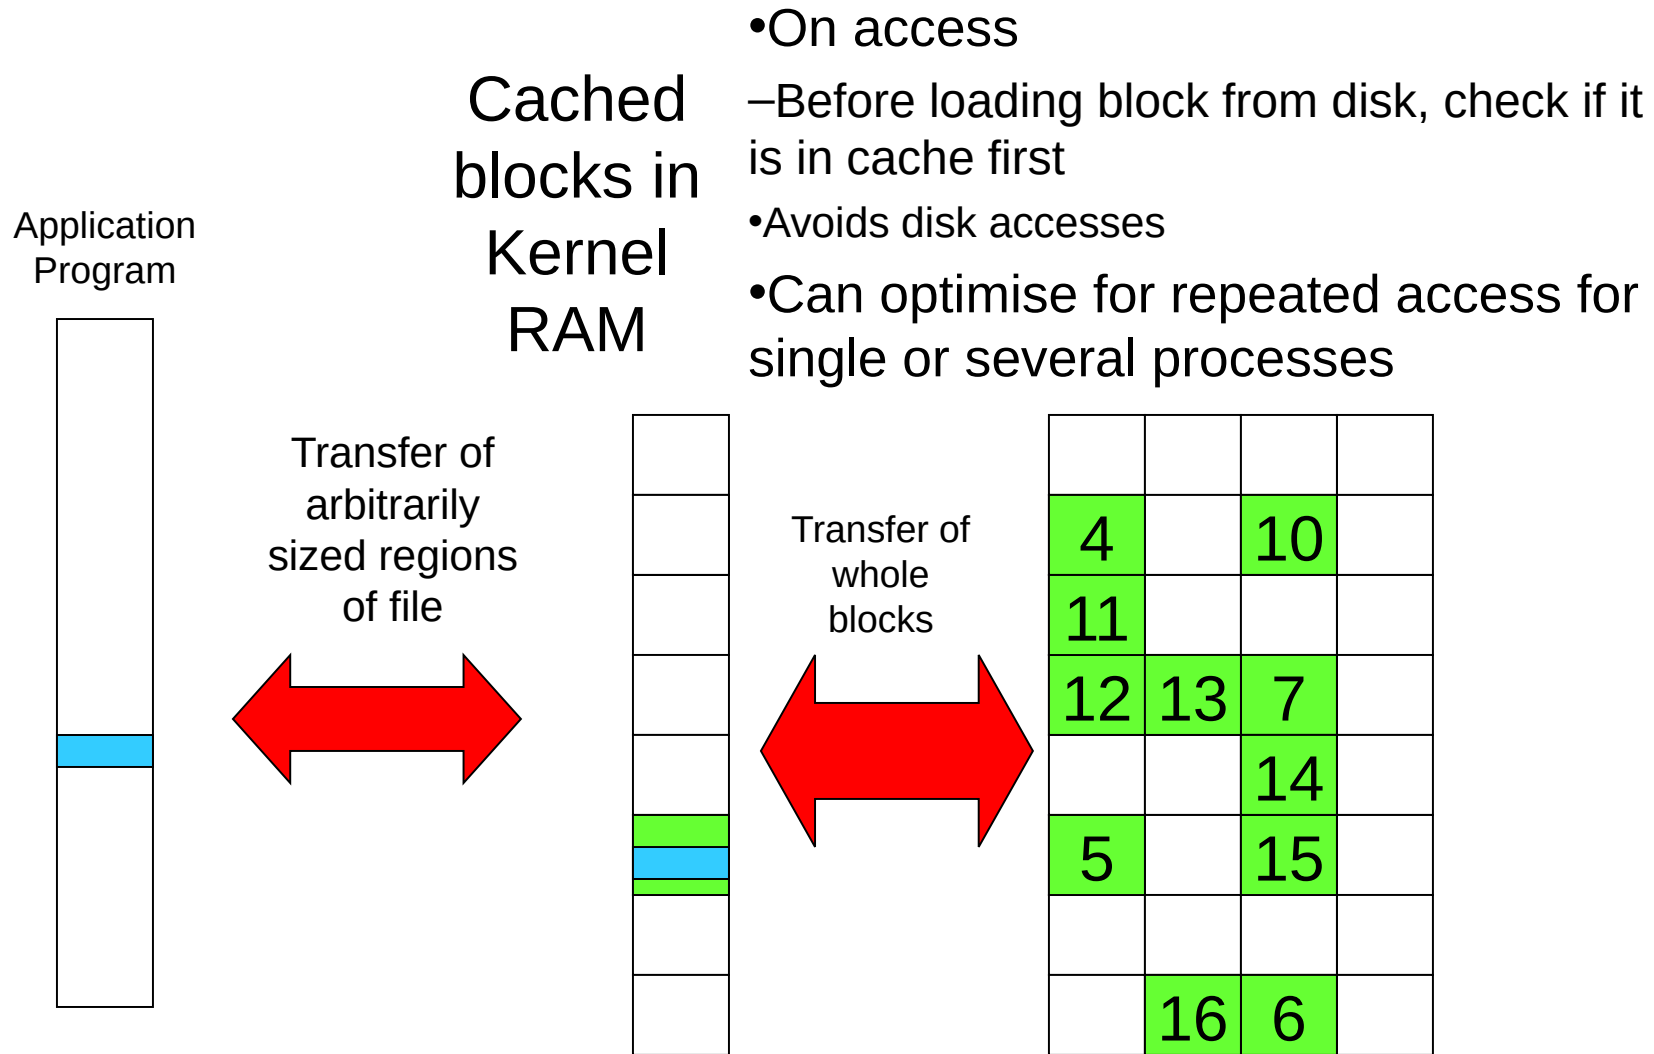 •On access
–Before loading block from disk, check if it
is in cache first
•Avoids disk accesses
•Can optimise for repeated access for
single or several processes
Cached
blocks in
Kernel
RAM
Application
Program
Transfer of
arbitrarily
sized regions
of file
Transfer of
whole
blocks
4 10
11
12 13 7
14
5 15
16 6